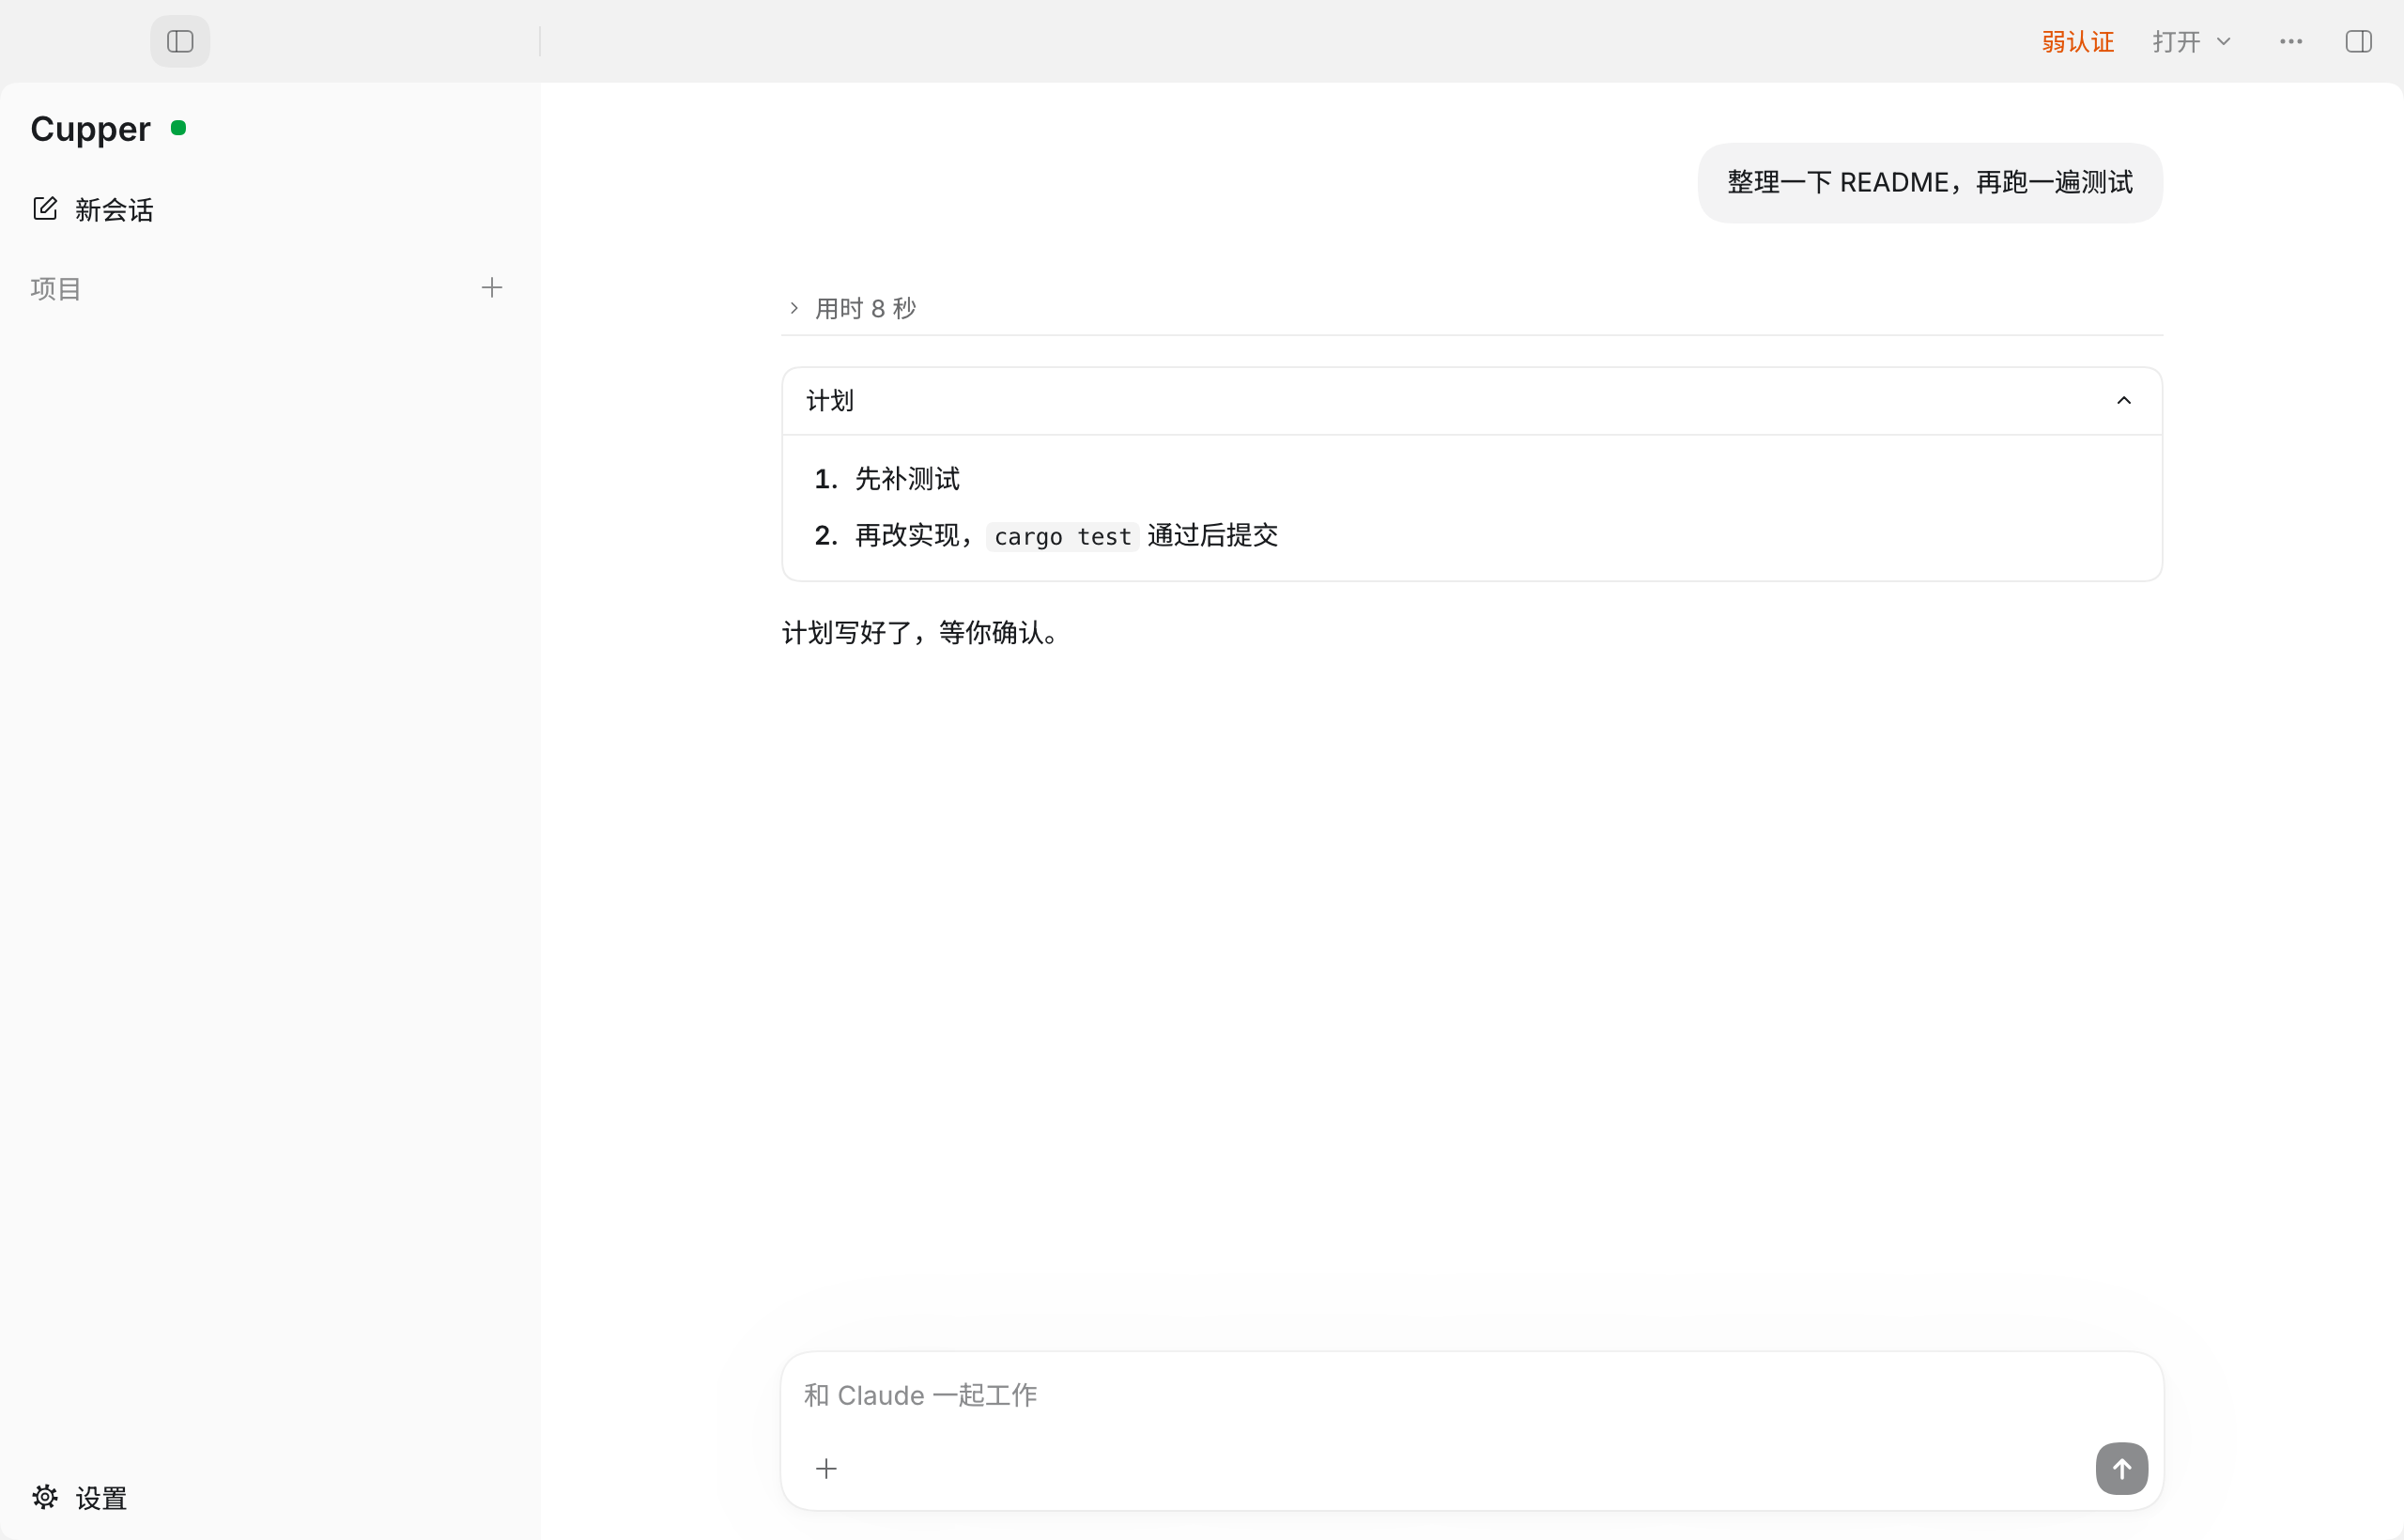 弱认证 打开
Cupper
新会话
项目
整理一下 README，再跑一遍测试
用时 8 秒
计划
1. 先补测试
2. 再改实现，cargo test 通过后提交
计划写好了，等你确认。
和 Claude 一起工作
设置